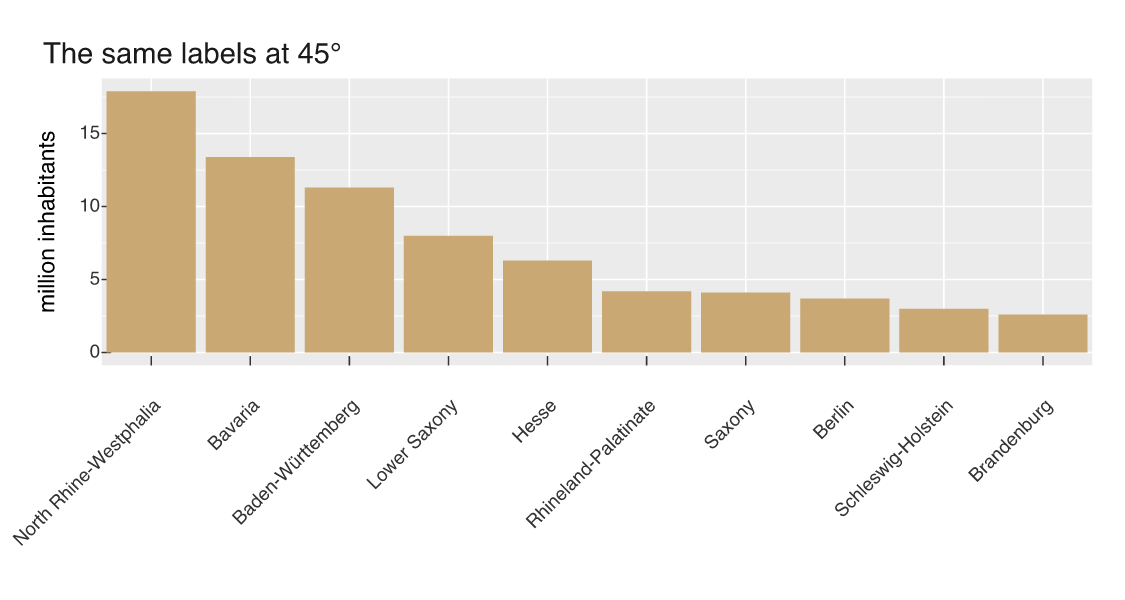 The same labels at 45°
million inhabitants
15
10
5
0
North Rhine-Westphalia
Bavaria
Baden-Württemberg
Lower Saxony
Hesse
Rhineland-Palatinate
Saxony
Berlin
Schleswig-Holstein
Brandenburg